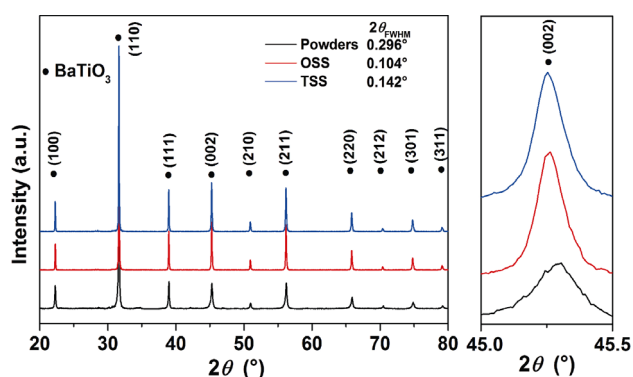 2θFWHM
Powders 0.296°
OSS 0.104°
TSS 0.142°
• BaTiO3
(100)
(110)
(111)
(002)
(210)
(211)
(220)
(212)
(301)
(311)
Intensity (a.u.)
20 30 40 50 60 70 80
2θ (°)
(002)
45.0 45.5
2θ (°)